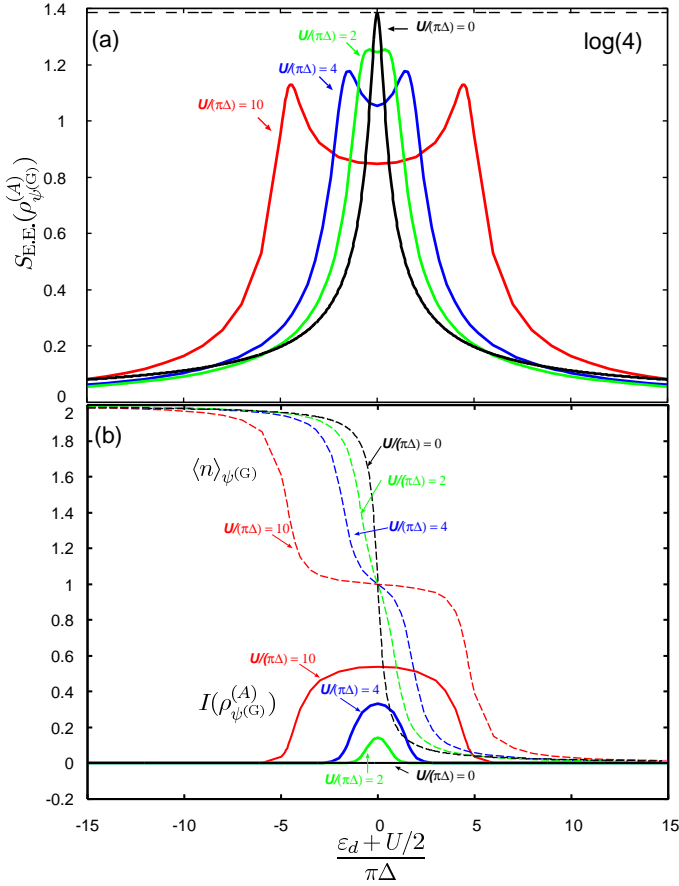 1.4
(a)
U/(πΔ) = 0
log(4)
U/(πΔ) = 2
1.2
U/(πΔ) = 4
U/(πΔ) = 10
1
0.8
S_E.E.(ρ_ψ(G)^(A))
0.6
0.4
0.2
0
2
(b)
U/(πΔ) = 0
1.8
⟨n⟩_ψ(G)
U/(πΔ) = 2
1.6
1.4
U/(πΔ) = 10
U/(πΔ) = 4
1.2
1
0.8
0.6
U/(πΔ) = 10
I(ρ_ψ(G)^(A))
U/(πΔ) = 4
0.4
0.2
0
U/(πΔ) = 2
U/(πΔ) = 0
-0.2
-15 -10 -5 0 5 10 15
ε_d + U/2
πΔ